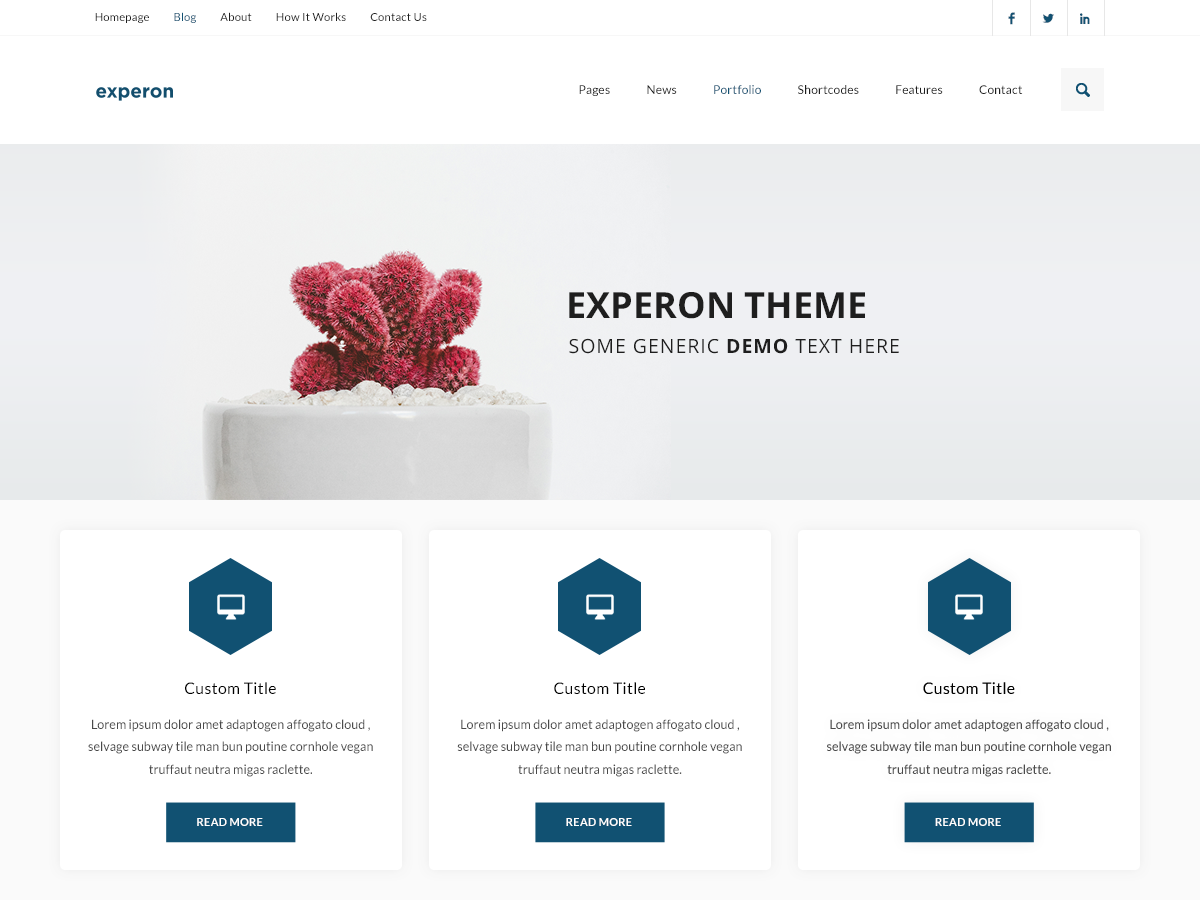 Homepage Blog About How It Works Contact Us
experon Pages News Portfolio Shortcodes Features Contact
EXPERON THEME
SOME GENERIC DEMO TEXT HERE
Custom Title
Lorem ipsum dolor amet adaptogen affogato cloud ,
selvage subway tile man bun poutine cornhole vegan
truffaut neutra migas raclette.
READ MORE
Custom Title
Lorem ipsum dolor amet adaptogen affogato cloud ,
selvage subway tile man bun poutine cornhole vegan
truffaut neutra migas raclette.
READ MORE
Custom Title
Lorem ipsum dolor amet adaptogen affogato cloud ,
selvage subway tile man bun poutine cornhole vegan
truffaut neutra migas raclette.
READ MORE